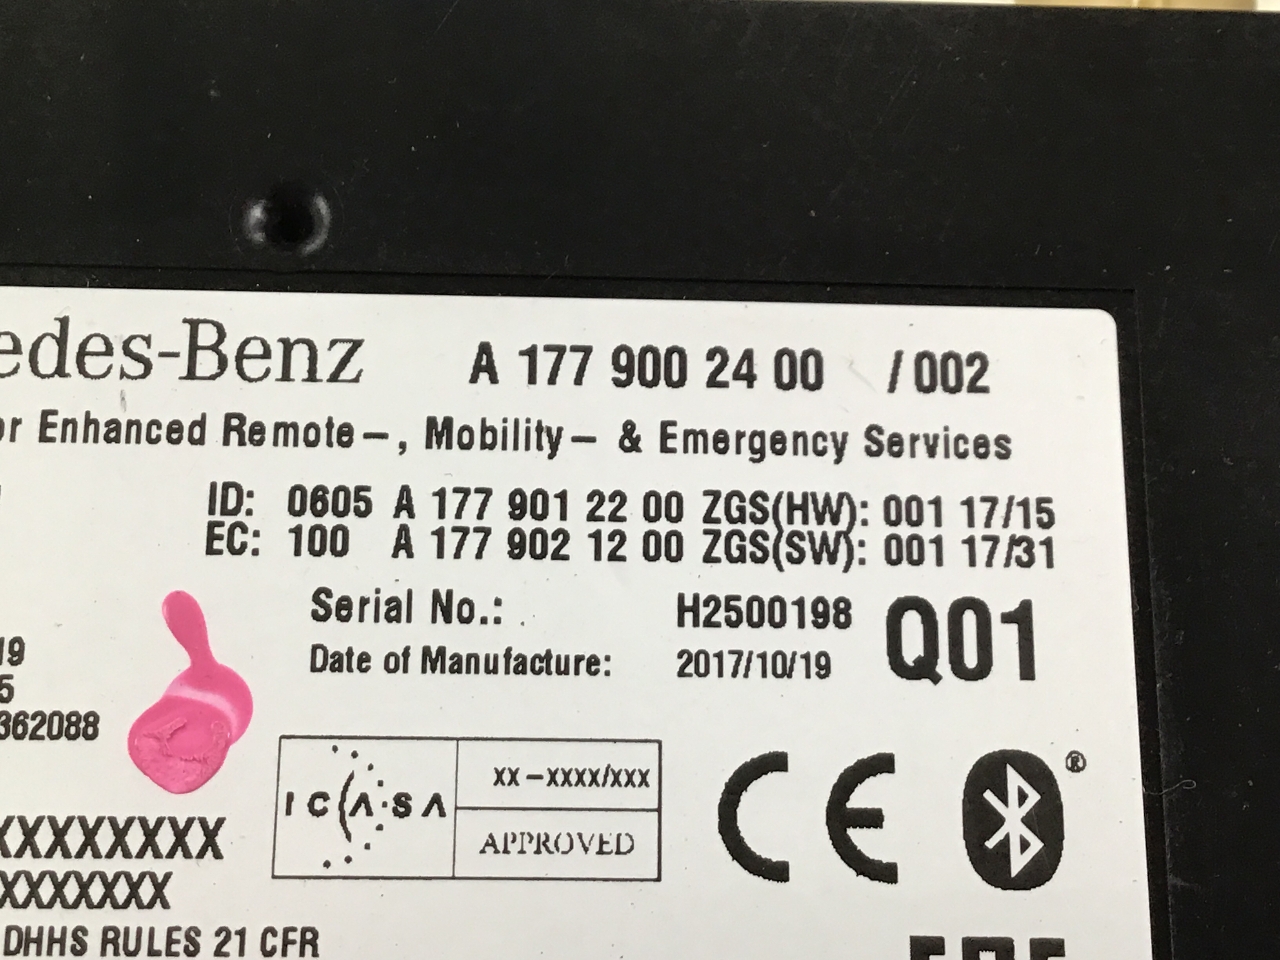 edes-Benz A 177 900 24 00 /002
or Enhanced Remote-, Mobility- & Emergency Services
ID: 0605 A 177 901 22 00 ZGS(HW): 001 17/15
EC: 100 A 177 902 12 00 ZGS(SW): 001 17/31
Serial No.: H2500198 Q01
Date of Manufacture: 2017/10/19
19
5
362088
ICASA
xx-xxxx/xxx
APPROVED
CE
®
XXXXXXXX
XXXXXXX
DHHS RULES 21 CFR